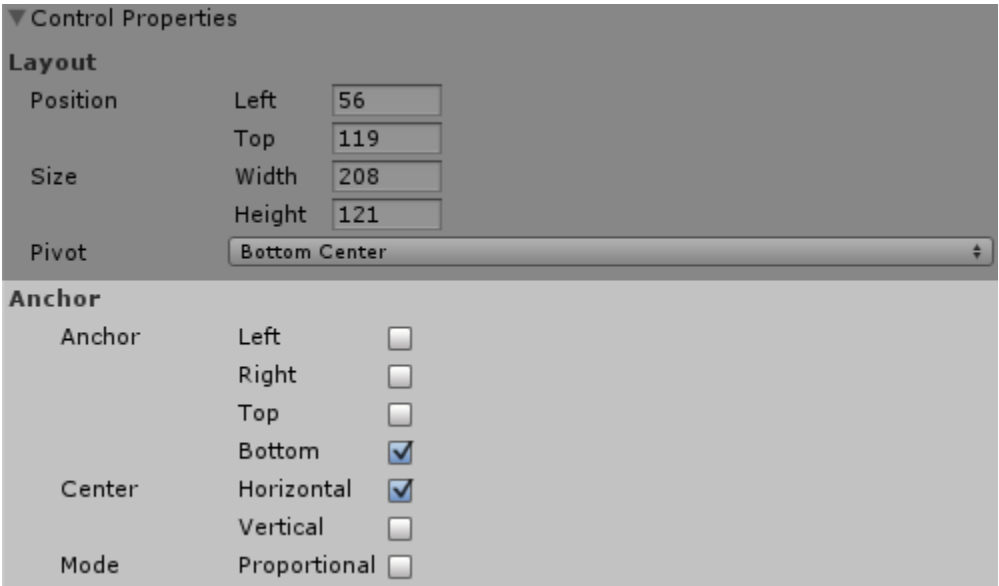 Control Properties
Layout
Position Left 56
Top 119
Size Width 208
Height 121
Pivot Bottom Center
Anchor
Anchor Left
Right
Top
Bottom
Center Horizontal
Vertical
Mode Proportional